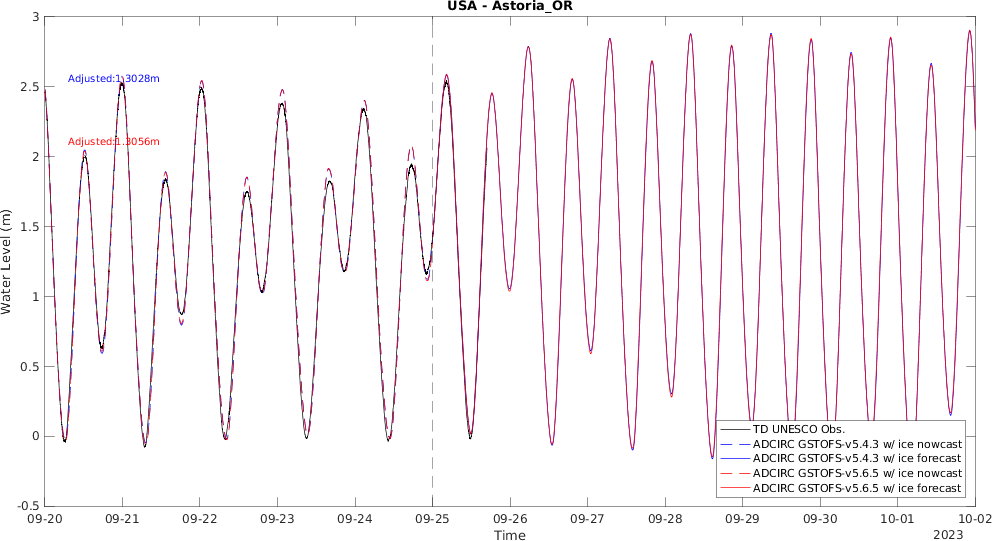 USA - Astoria_OR
3
2.5
2
1.5
1
0.5
0
-0.5
Water Level (m)
Adjusted:1.3028m
Adjusted:1.3056m
TD UNESCO Obs.
ADCIRC GSTOFS-v5.4.3 w/ ice nowcast
ADCIRC GSTOFS-v5.4.3 w/ ice forecast
ADCIRC GSTOFS-v5.6.5 w/ ice nowcast
ADCIRC GSTOFS-v5.6.5 w/ ice forecast
09-20 09-21 09-22 09-23 09-24 09-25 09-26 09-27 09-28 09-29 09-30 10-01 10-02
Time
2023